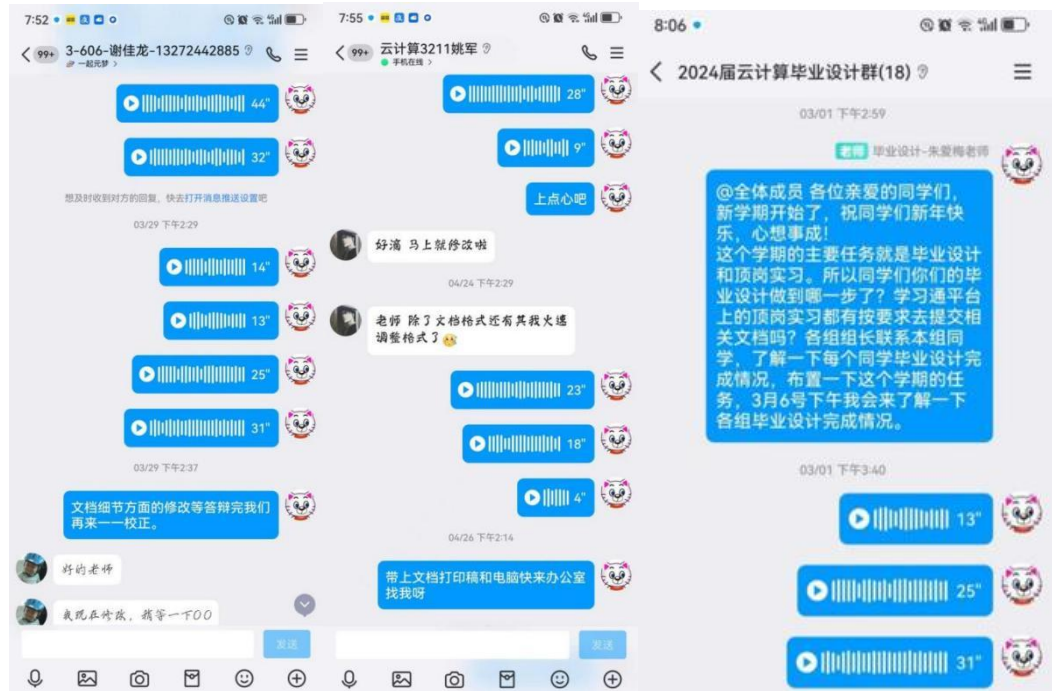 7:52
99+
3-606-谢佳龙-13272442885
一起元梦 >
44"
32"
想及时收到对方的回复，快去打开消息推送设置吧
03/29 下午2:29
14"
13"
25"
31"
03/29 下午2:37
文档细节方面的修改等答辩完我们
再来一一校正。
好的老师
我现在修改，稍等一下OO
发送
7:55
99+
云计算3211姚军
手机在线 >
28"
9"
上点心吧
好滴 马上就修改啦
04/24 下午2:29
老师 除了文档格式还有其我大道
调整格式了
23"
18"
4"
04/26 下午2:14
带上文档打印稿和电脑快来办公室
找我呀
发送
8:06
2024届云计算毕业设计群(18)
03/01 下午2:59
老师 毕业设计-朱爱梅老师
@全体成员 各位亲爱的同学们，
新学期开始了，祝同学们新年快
乐，心想事成！
这个学期的主要任务就是毕业设计
和顶岗实习。所以同学们你们的毕
业设计做到哪一步了？学习通平台
上的顶岗实习都有按要求去提交相
关文档吗？各组组长联系本组同
学，了解一下每个同学毕业设计完
成情况，布置一下这个学期的任
务，3月6号下午我会来了解一下
各组毕业设计完成情况。
03/01 下午3:40
13"
25"
31"